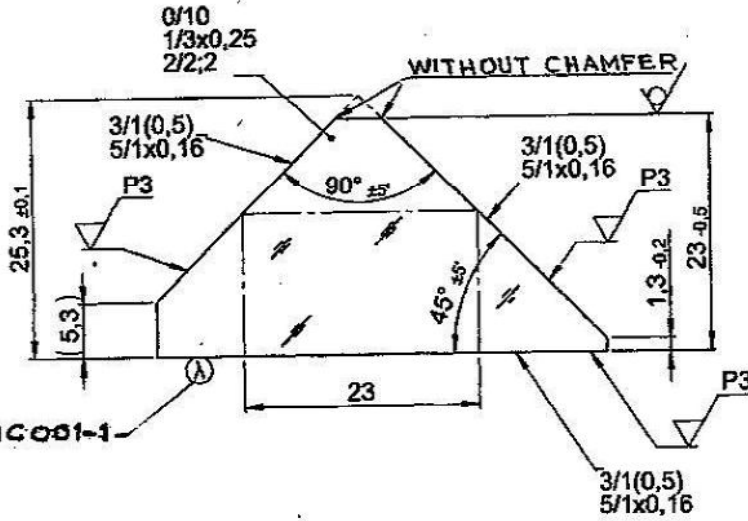 0/10
1/3x0,25
2/2;2
WITHOUT CHAMFER
3/1(0,5)
5/1x0,16
3/1(0,5)
5/1x0,16
P3
90° ±5'
P3
25,3 ±0,1
23 -0,5
1,3 -0,2
45° ±5'
(5,3)
λ
23
P3
C001-1
3/1(0,5)
5/1x0,16